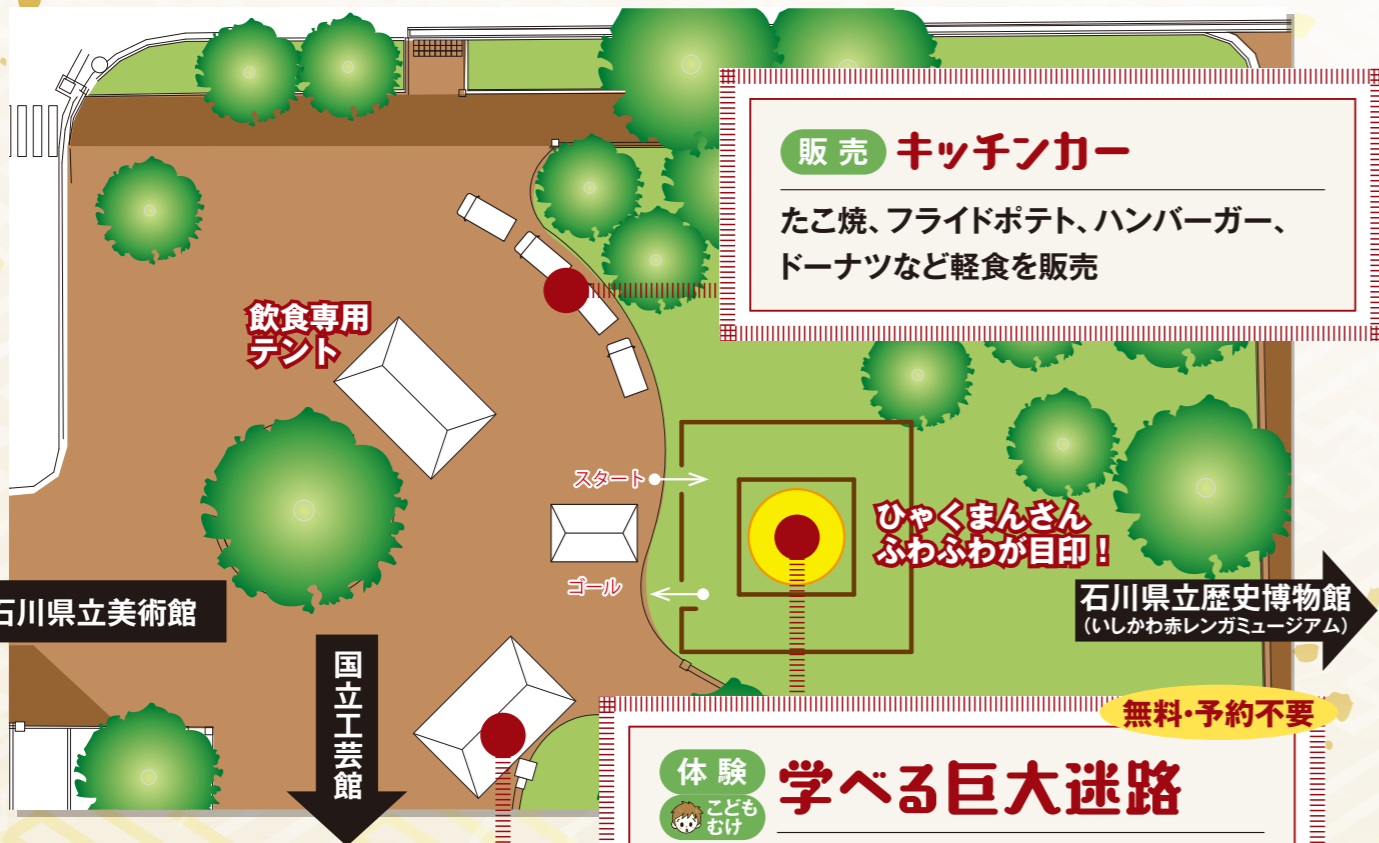 販売 キッチンカー
たこ焼、フライドポテト、ハンバーガー、
ドーナツなど軽食を販売
飲食専用
テント
スタート
ゴール
ひゃくまんさん
ふわふわが目印！
石川県立美術館
国立工芸館
石川県立歴史博物館
(いしかわ赤レンガミュージアム)
無料・予約不要
体験 学べる巨大迷路
こども
むけ